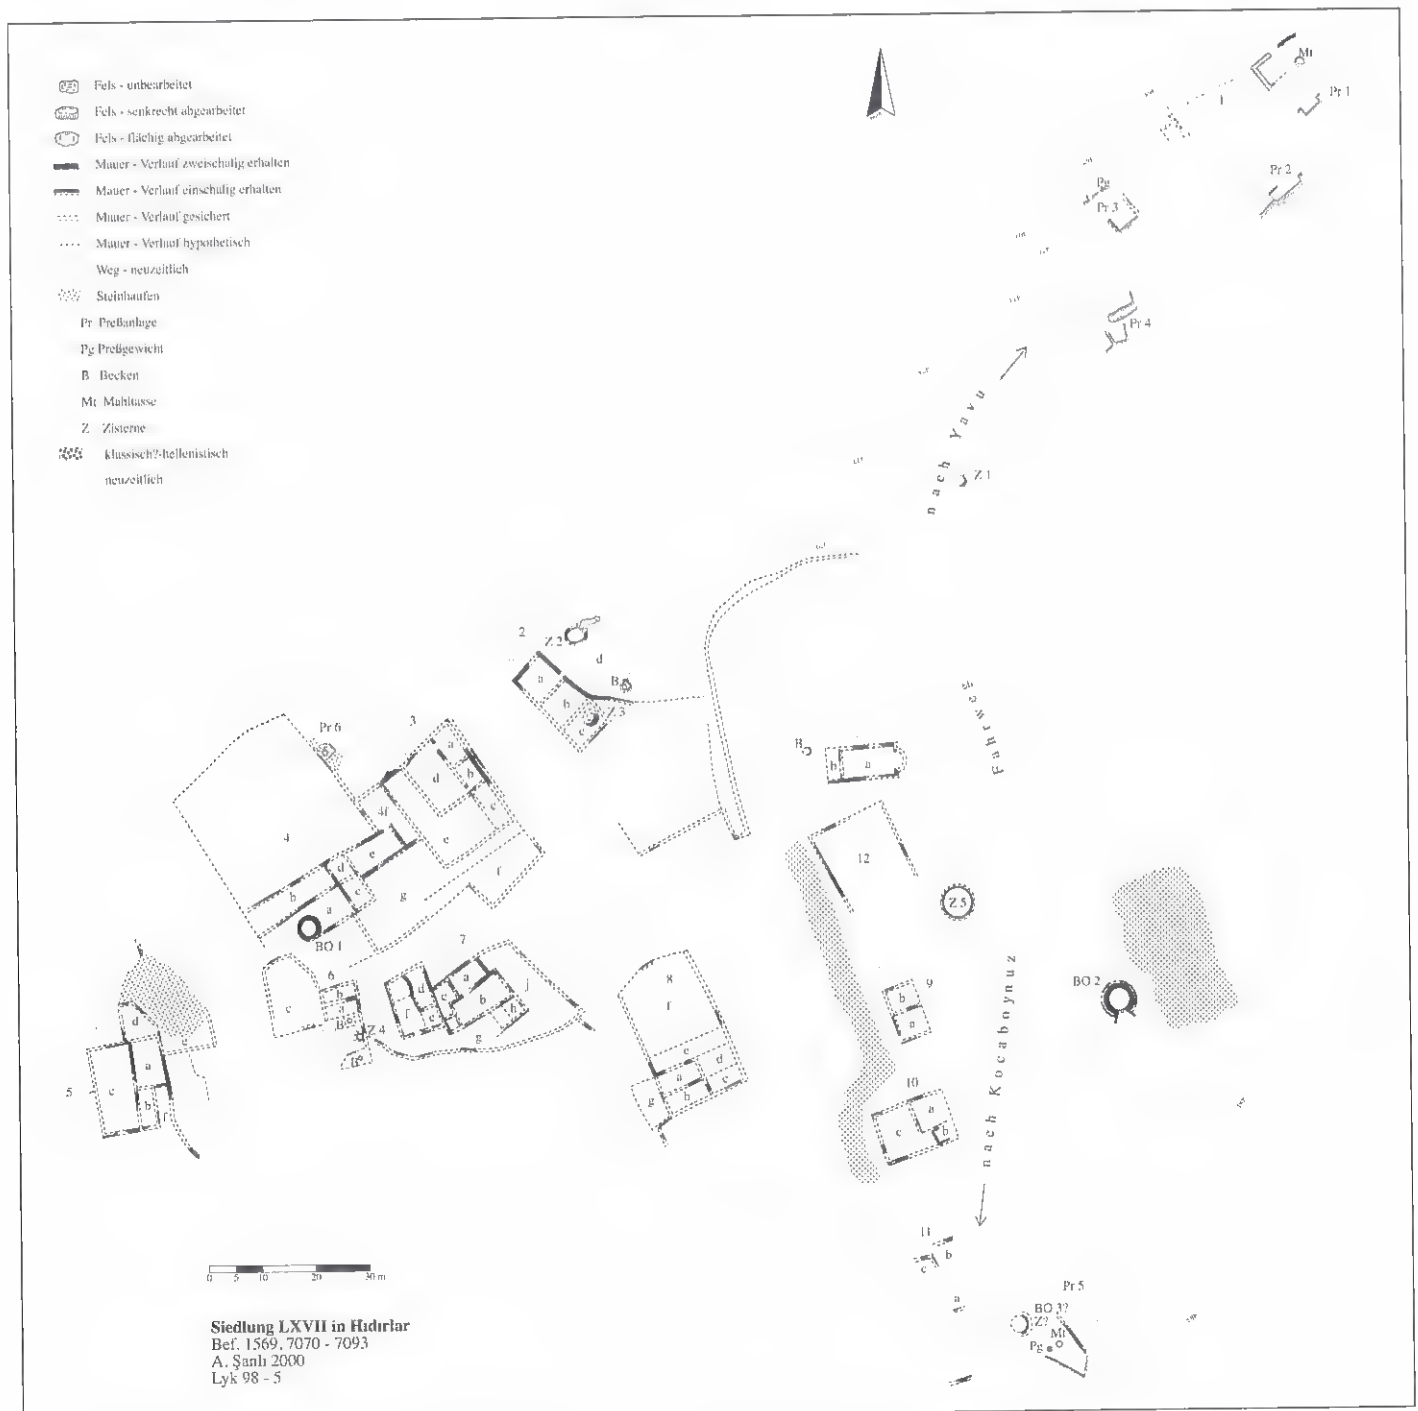 Fels - unbearbeitet
Fels - senkrecht abgearbeitet
Fels - flächig abgearbeitet
Mauer - Verlauf zweischalig erhalten
Mauer - Verlauf einschalig erhalten
Mauer - Verlauf gesichert
Mauer - Verlauf hypothetisch
Weg - neuzeitlich
Steinhaufen
Pr Preßanlage
Pg Preßgewicht
B Becken
Mt Mahltasse
Z Zisterne
klassisch?-hellenistisch
neuzeitlich
Mt
1
Pr 1
Pr 2
Pg
Pr 3
Pr 4
nach Yavu
Z 1
2
Z 2
d
a
B
b
Z 3
c
Pr 6
3
a
d
b
c
4f
e
4
e
d
f
b
c
g
a
BO 1
B
b
a
Fahrweg
12
Z 5
BO 2
7
6
8
9
a
j
d
b
e
c
f
b
h
a
B
Z 4
g
f
b
d
e
a
e
d
a
c
c
b
g
5
c
a
b
f
10
a
c
b
nach Kocaboynuz
11
b
c
a
Pr 5
BO 3?
Z?
Mt
Pg
0 5 10 20 30 m
Siedlung LXVII in Hıdırlar
Bef. 1569, 7070 - 7093
A. Şanlı 2000
Lyk 98 - 5